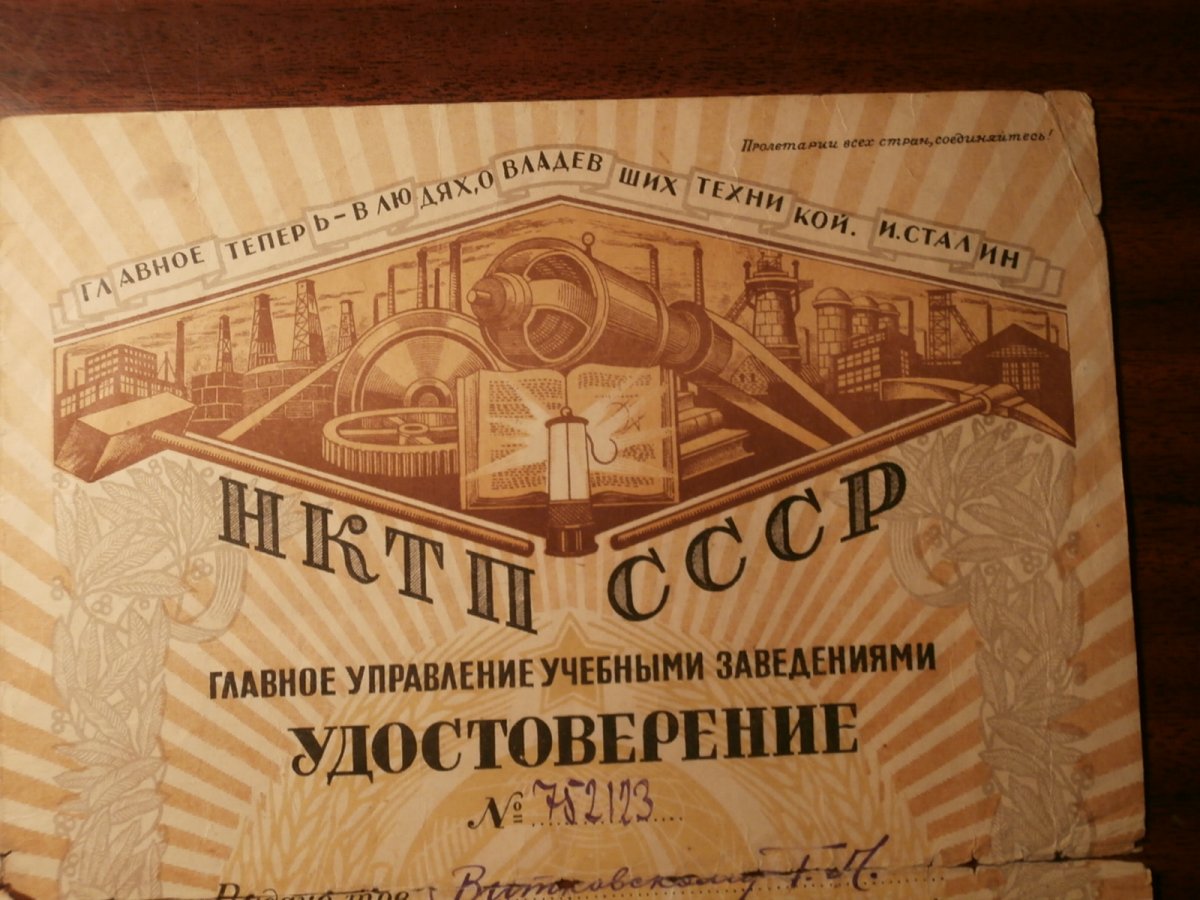 Пролетарии всех стран, соединяйтесь!
ГЛАВНОЕ ТЕПЕРЬ – В ЛЮДЯХ, ОВЛАДЕВШИХ ТЕХНИКОЙ. И. СТАЛИН
НКТП СССР
ГЛАВНОЕ УПРАВЛЕНИЕ УЧЕБНЫМИ ЗАВЕДЕНИЯМИ
УДОСТОВЕРЕНИЕ
№ 752123
Витковскому Г. М.